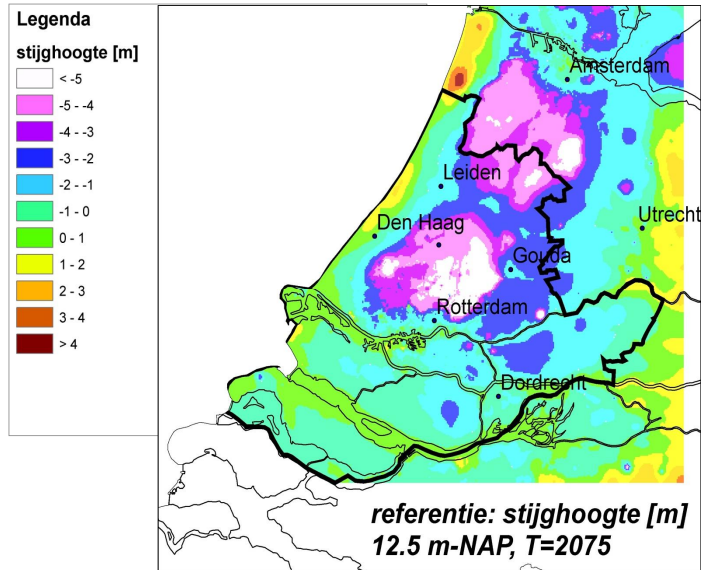 Legenda
stijghoogte [m]
< -5
-5 - -4
-4 - -3
-3 - -2
-2 - -1
-1 - 0
0 - 1
1 - 2
2 - 3
3 - 4
> 4
Amsterdam
Leiden
Utrecht
Den Haag
Gouda
Rotterdam
Dordrecht
referentie: stijghoogte [m]
12.5 m-NAP, T=2075